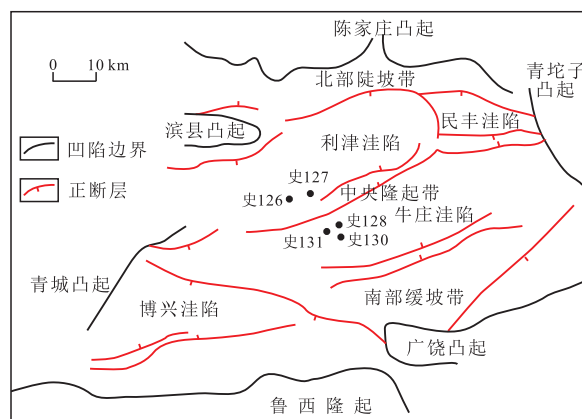 陈家庄凸起
0 10 km
青坨子
凸起
北部陡坡带
滨县凸起
民丰洼陷
利津洼陷
凹陷边界
正断层
史127
史126
中央隆起带
史128
牛庄洼陷
史131
史130
青城凸起
南部缓坡带
博兴洼陷
广饶凸起
鲁西隆起